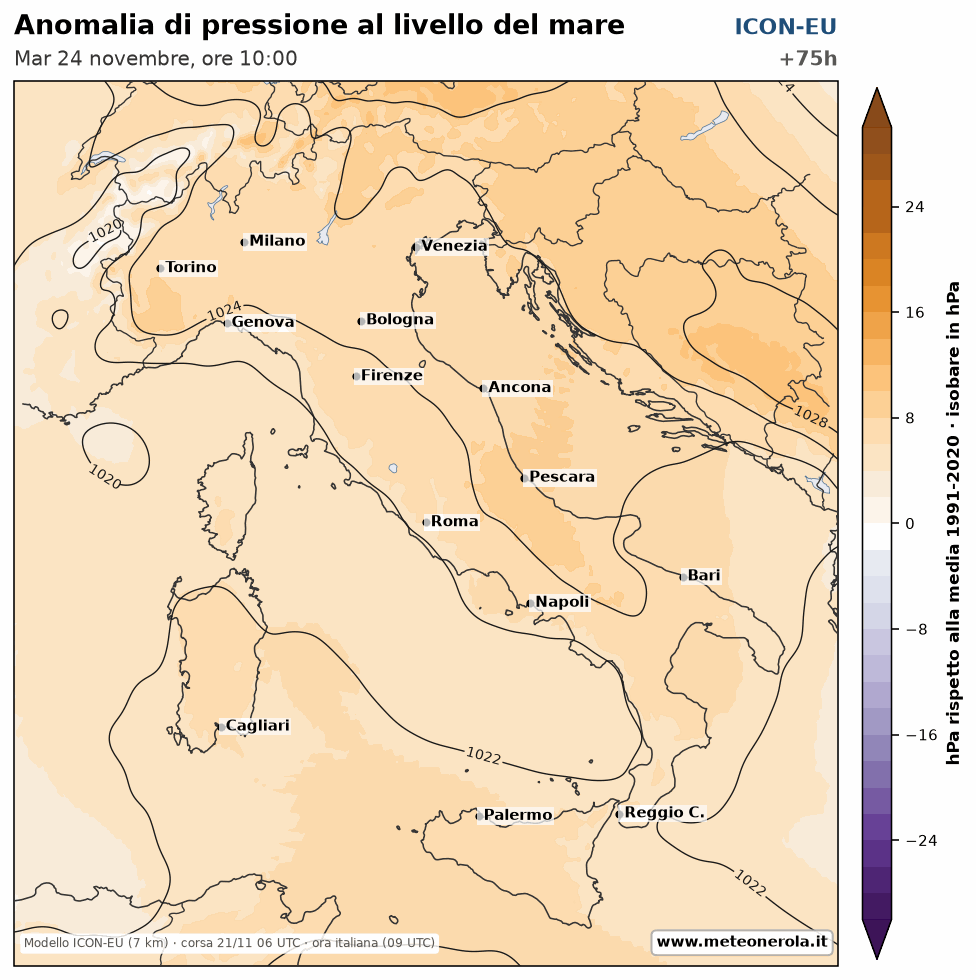 Anomalia di pressione al livello del mare
ICON-EU
Mar 24 novembre, ore 10:00
+75h
1020
Milano
Venezia
Torino
1024
Genova
Bologna
Firenze
Ancona
1028
1020
Pescara
Roma
Bari
Napoli
Cagliari
1022
Palermo
Reggio C.
1022
Modello ICON-EU (7 km) · corsa 21/11 06 UTC · ora italiana (09 UTC)
www.meteonerola.it
24
16
8
0
−8
−16
−24
hPa rispetto alla media 1991-2020 · isobare in hPa